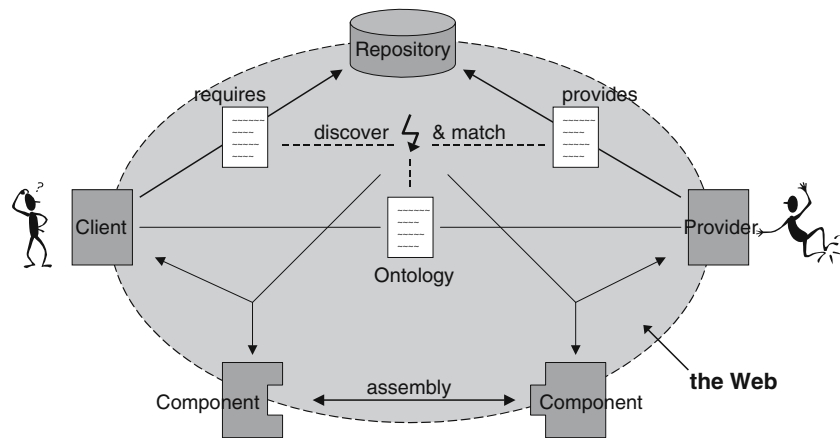 Repository
requires
provides
discover & match
?
Client
Provider
Ontology
the Web
assembly
Component
Component